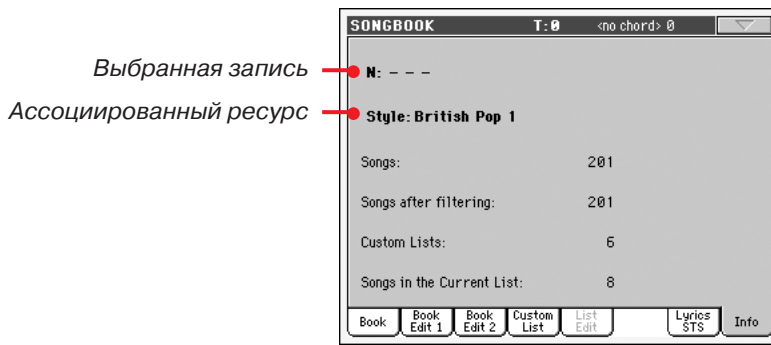 SONGBOOK T:0 <no chord> 0
Выбранная запись
N: – – –
Ассоциированный ресурс
Style: British Pop 1
Songs: 201
Songs after filtering: 201
Custom Lists: 6
Songs in the Current List: 8
Book Book Edit 1 Book Edit 2 Custom List List Edit Lyrics STS Info